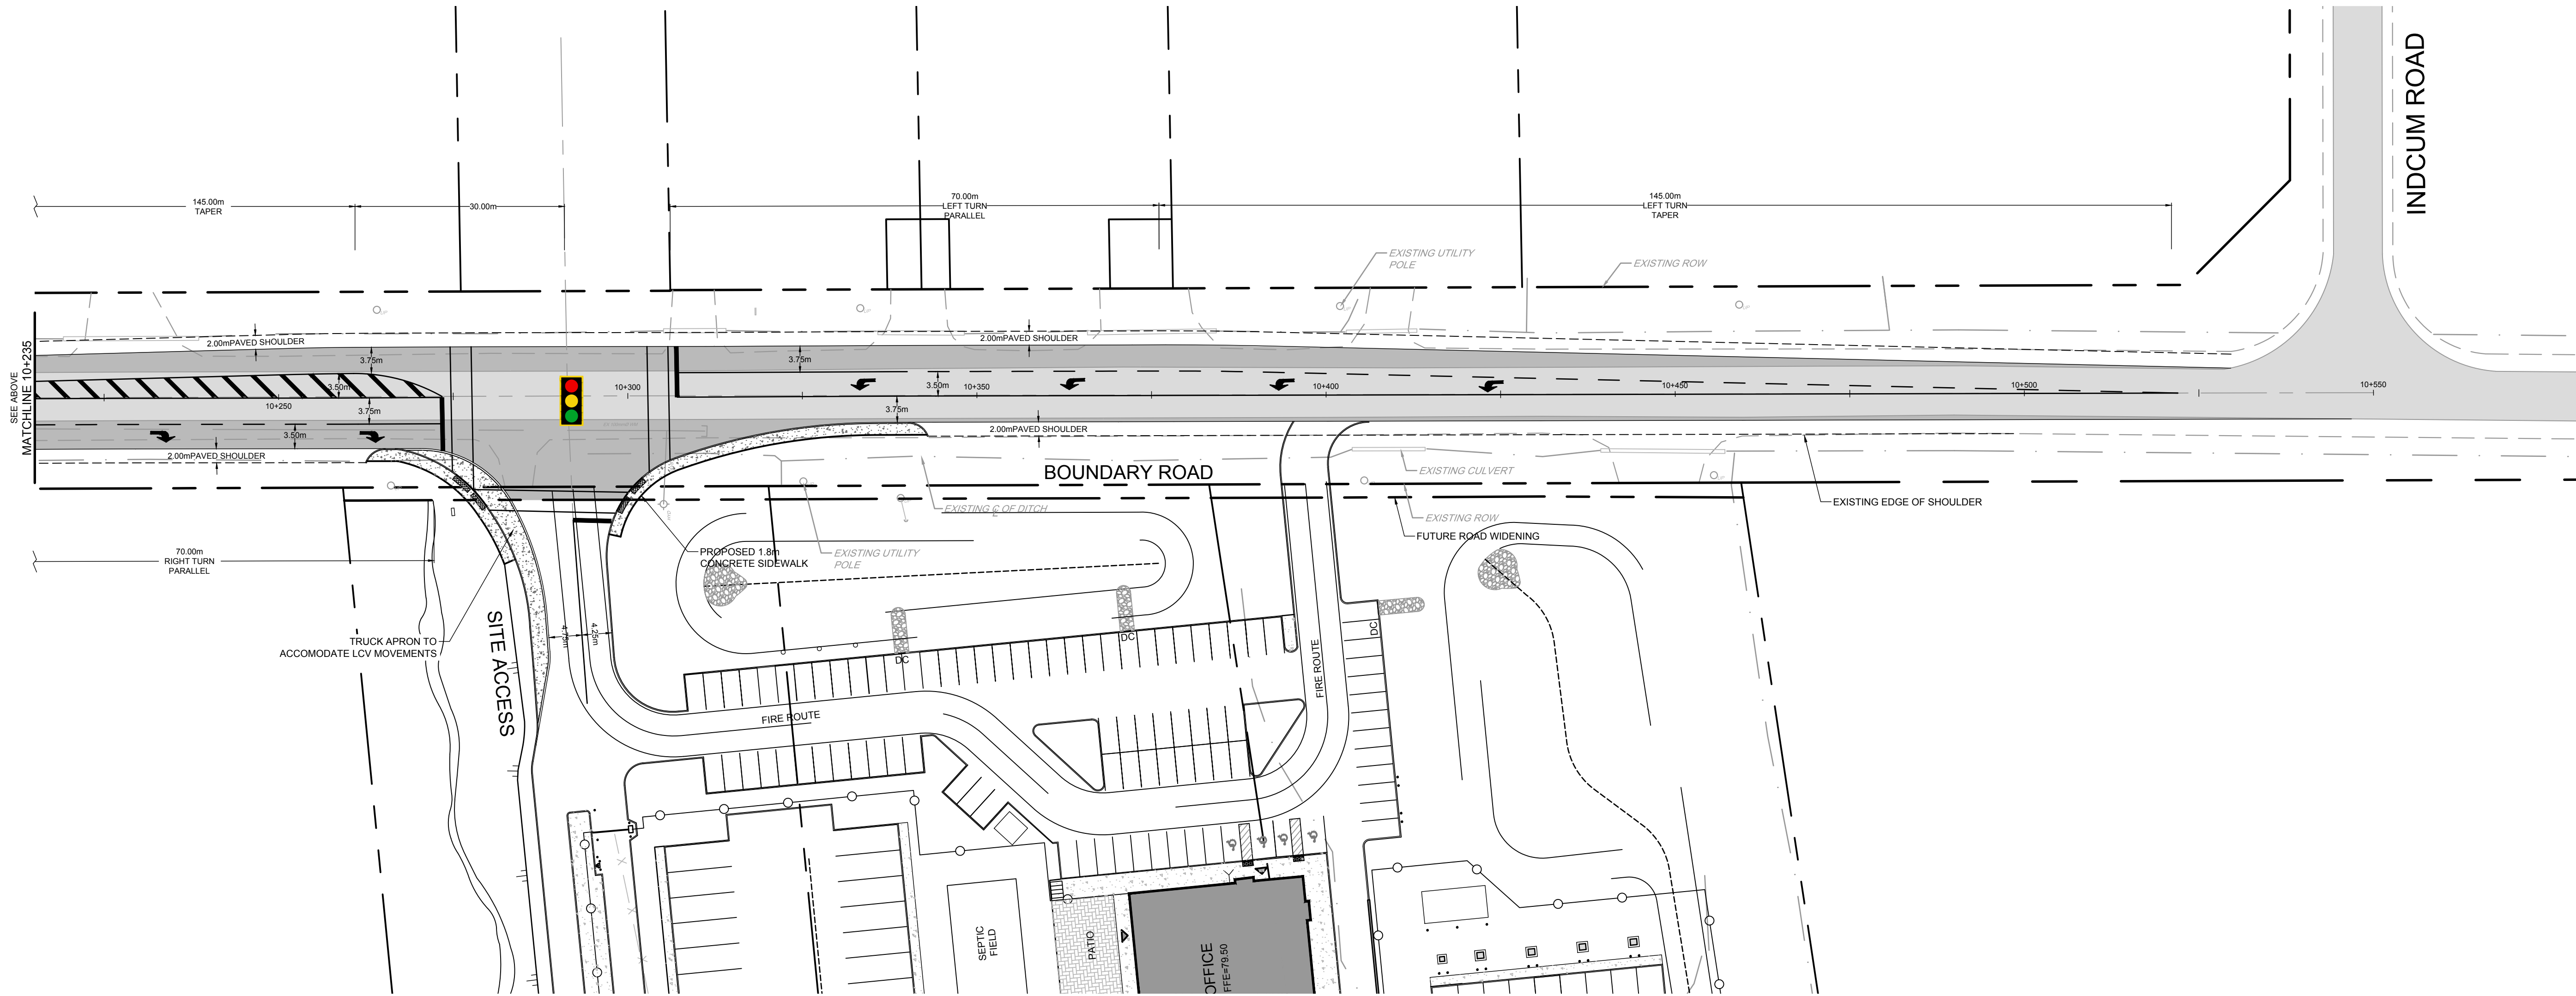 INDCUM ROAD
145.00m
TAPER
30.00m
70.00m
LEFT TURN
PARALLEL
145.00m
LEFT TURN
TAPER
EXISTING UTILITY
POLE
EXISTING ROW
SEE ABOVE
MATCHLINE 10+235
2.00mPAVED SHOULDER
2.00mPAVED SHOULDER
3.75m
3.75m
3.50m
3.50m
10+250
10+300
10+350
10+400
10+450
10+500
10+550
3.75m
3.75m
3.50m
2.00mPAVED SHOULDER
2.00mPAVED SHOULDER
BOUNDARY ROAD
EXISTING CULVERT
EXISTING EDGE OF SHOULDER
EXISTING ℄ OF DITCH
EXISTING ROW
FUTURE ROAD WIDENING
70.00m
RIGHT TURN
PARALLEL
PROPOSED 1.8m
CONCRETE SIDEWALK
EXISTING UTILITY
POLE
TRUCK APRON TO
ACCOMODATE LCV MOVEMENTS
SITE ACCESS
4.75m
4.25m
DC
DC
DC
FIRE ROUTE
FIRE ROUTE
SEPTIC
FIELD
PATIO
OFFICE
FFE=79.50